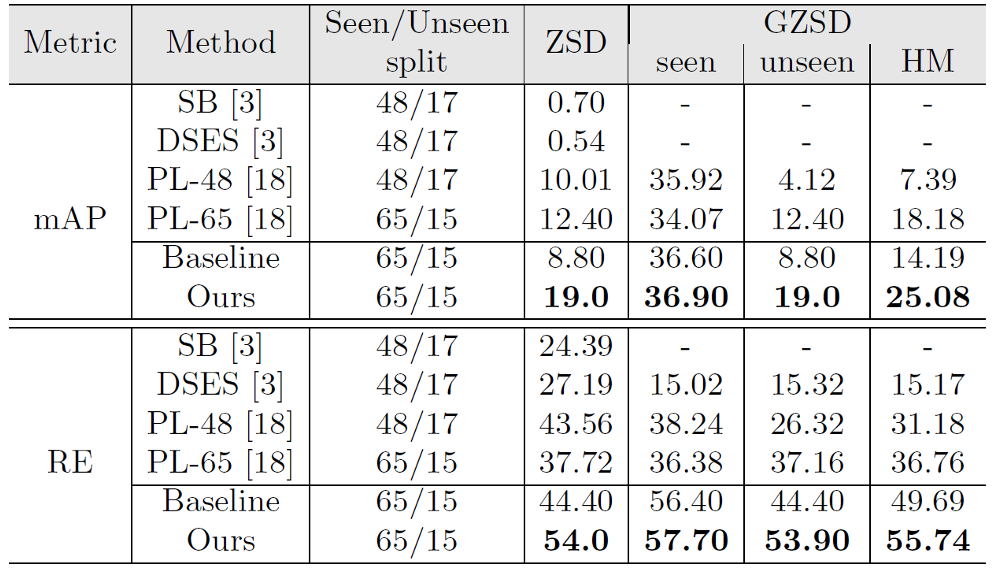 Metric Method Seen/Unseen split ZSD GZSD
seen unseen HM
mAP
SB [3] 48/17 0.70 - - -
DSES [3] 48/17 0.54 - - -
PL-48 [18] 48/17 10.01 35.92 4.12 7.39
PL-65 [18] 65/15 12.40 34.07 12.40 18.18
Baseline 65/15 8.80 36.60 8.80 14.19
Ours 65/15 19.0 36.90 19.0 25.08
RE
SB [3] 48/17 24.39 - - -
DSES [3] 48/17 27.19 15.02 15.32 15.17
PL-48 [18] 48/17 43.56 38.24 26.32 31.18
PL-65 [18] 65/15 37.72 36.38 37.16 36.76
Baseline 65/15 44.40 56.40 44.40 49.69
Ours 65/15 54.0 57.70 53.90 55.74